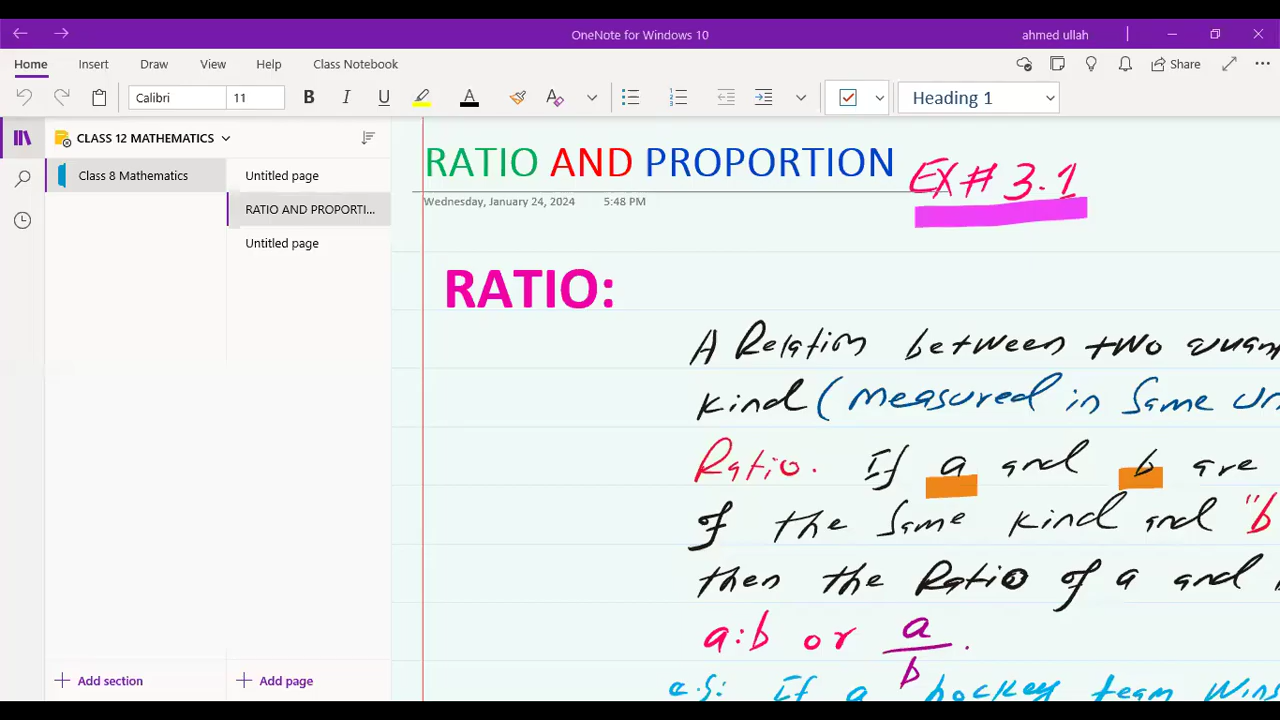 OneNote for Windows 10
ahmed ullah
Home Insert Draw View Help Class Notebook
Share
Calibri 11 B I U A A Heading 1
CLASS 12 MATHEMATICS
Class 8 Mathematics
Untitled page
RATIO AND PROPORTI...
Untitled page
Add section
Add page
RATIO AND PROPORTION EX# 3.1
Wednesday, January 24, 2024 5:48 PM
RATIO:
A Relation between two quan
kind (measured in Same un
Ratio. If a and b are
of the Same kind and "b
then the Ratio of a and
a:b or a/b.
e.g: If a hockey team wins